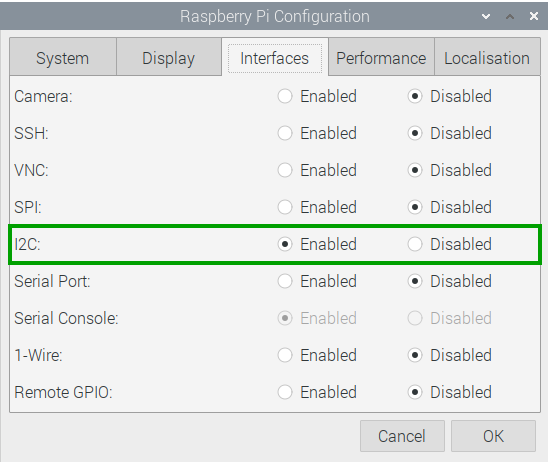 Raspberry Pi Configuration
System Display Interfaces Performance Localisation
Camera: Enabled Disabled
SSH: Enabled Disabled
VNC: Enabled Disabled
SPI: Enabled Disabled
I2C: Enabled Disabled
Serial Port: Enabled Disabled
Serial Console: Enabled Disabled
1-Wire: Enabled Disabled
Remote GPIO: Enabled Disabled
Cancel OK